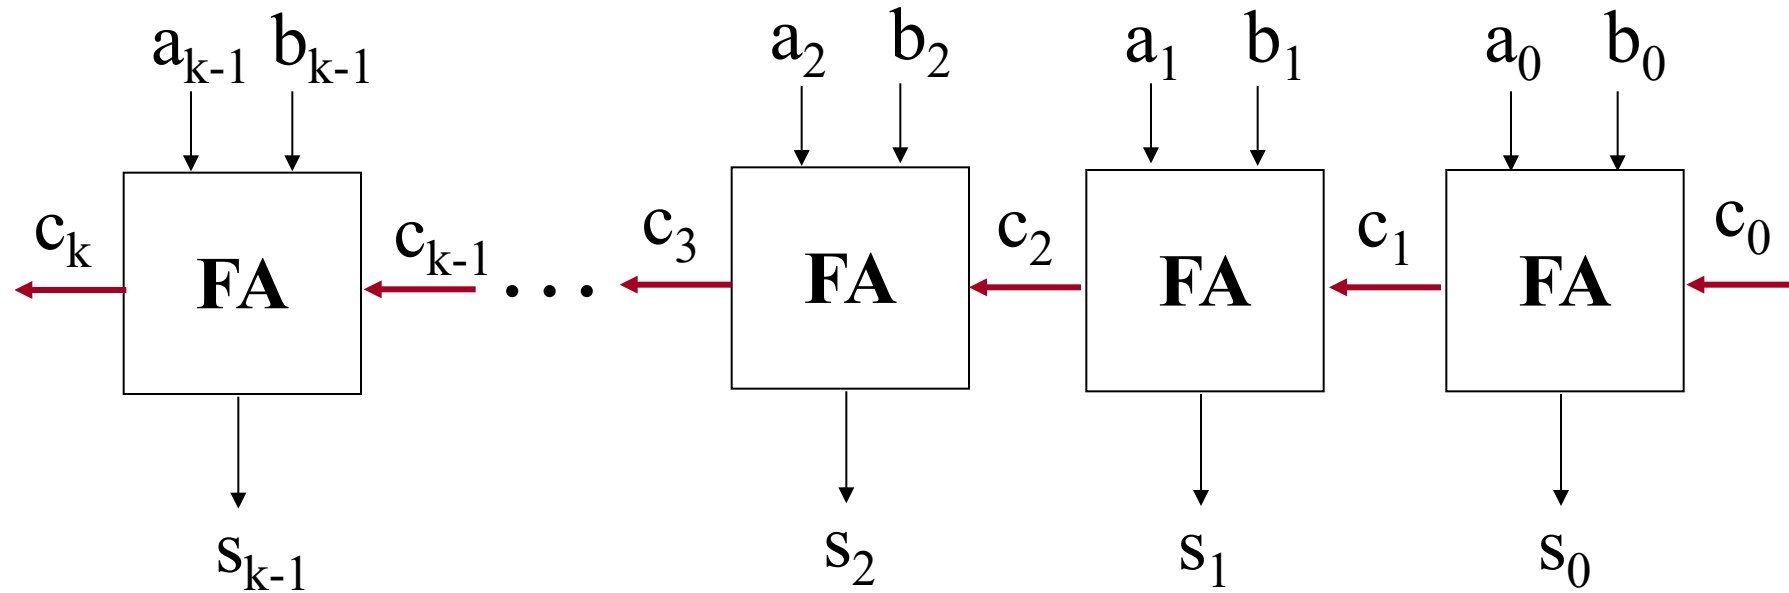 a_{k-1} b_{k-1} a_2 b_2 a_1 b_1 a_0 b_0
c_k FA c_{k-1} ... c_3 FA c_2 FA c_1 FA c_0
s_{k-1} s_2 s_1 s_0